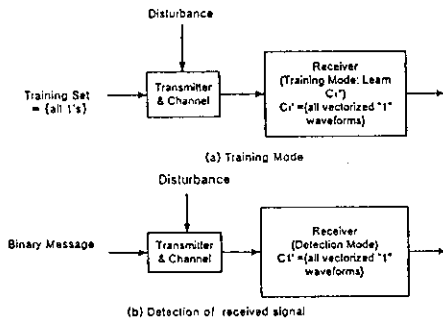 Disturbance
Training Set
= {all 1's}
Transmitter
& Channel
Receiver
(Training Mode: Learn
C1')
C1' ={all vectorized "1"
waveforms}
(a) Training Mode
Disturbance
Binary Message
Transmitter
& Channel
Receiver
(Detection Mode)
C1' ={all vectorized "1"
waveforms}
(b) Detection of received signal